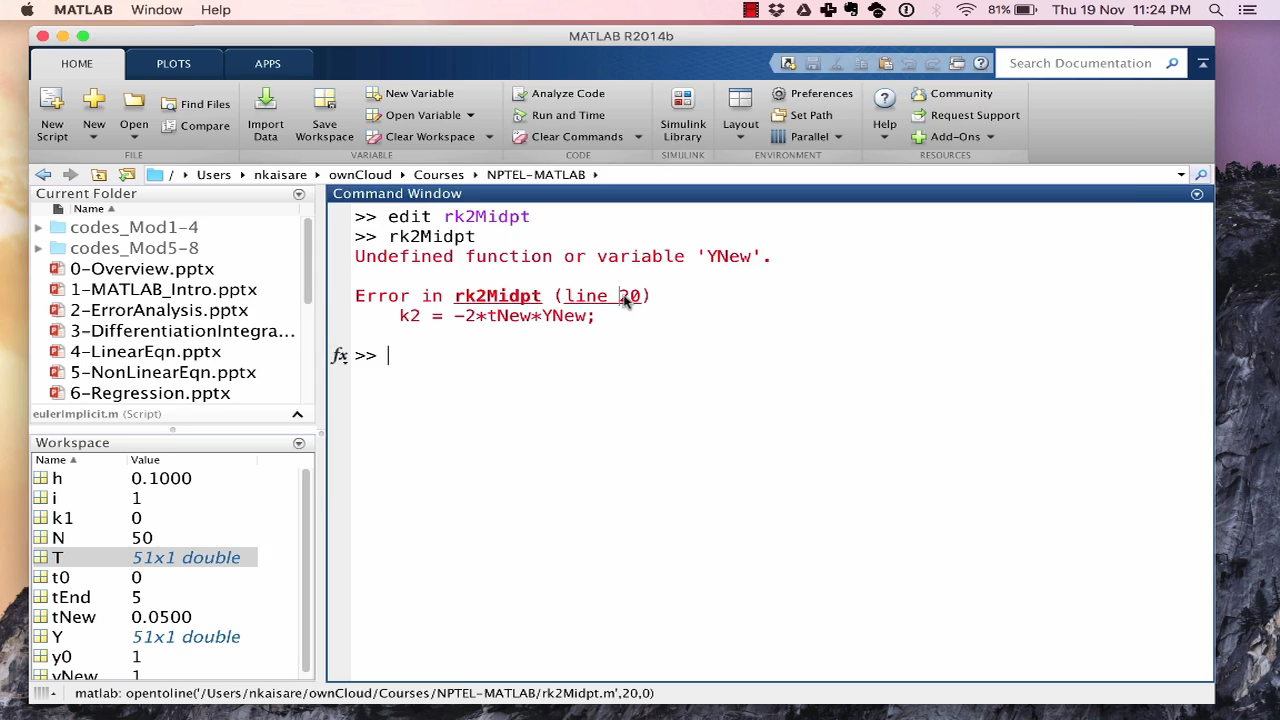 MATLAB Window Help 81% Thu 19 Nov 11:24 PM
MATLAB R2014b
HOME PLOTS APPS Search Documentation
New Script
New
Open
Find Files
Compare
FILE
Import Data
Save Workspace
New Variable
Open Variable
Clear Workspace
VARIABLE
Analyze Code
Run and Time
Clear Commands
CODE
Simulink Library
SIMULINK
Layout
Preferences
Set Path
Parallel
ENVIRONMENT
Help
Community
Request Support
Add-Ons
RESOURCES
/ Users nkaisare ownCloud Courses NPTEL-MATLAB
Current Folder
Name
codes_Mod1-4
codes_Mod5-8
0-Overview.pptx
1-MATLAB_Intro.pptx
2-ErrorAnalysis.pptx
3-DifferentiationIntegra...
4-LinearEqn.pptx
5-NonLinearEqn.pptx
6-Regression.pptx
eulerImplicit.m (Script)
Workspace
Name Value
h 0.1000
i 1
k1 0
N 50
T 51x1 double
t0 0
tEnd 5
tNew 0.0500
Y 51x1 double
y0 1
yNew 1
Command Window
>> edit rk2Midpt
>> rk2Midpt
Undefined function or variable 'YNew'.
Error in rk2Midpt (line 20)
k2 = -2*tNew*YNew;
fx >>
matlab: opentoline('/Users/nkaisare/ownCloud/Courses/NPTEL-MATLAB/rk2Midpt.m',20,0)